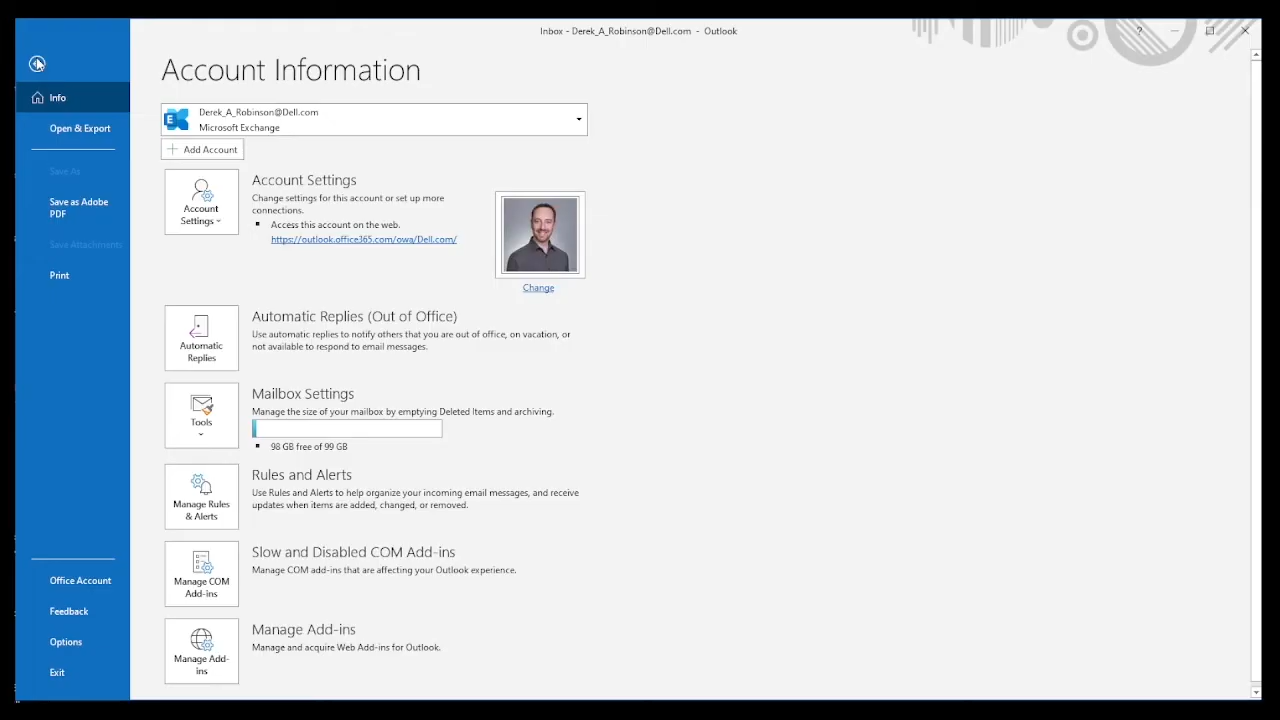 Inbox - Derek_A_Robinson@Dell.com - Outlook
?
Info
Open & Export
Save As
Save as Adobe
PDF
Save Attachments
Print
Office Account
Feedback
Options
Exit
Account Information
E
Derek_A_Robinson@Dell.com
Microsoft Exchange
Add Account
Account
Settings
Account Settings
Change settings for this account or set up more
connections.
Access this account on the web.
https://outlook.office365.com/owa/Dell.com/
Change
Automatic
Replies
Automatic Replies (Out of Office)
Use automatic replies to notify others that you are out of office, on vacation, or
not available to respond to email messages.
Tools
Mailbox Settings
Manage the size of your mailbox by emptying Deleted Items and archiving.
98 GB free of 99 GB
Manage Rules
& Alerts
Rules and Alerts
Use Rules and Alerts to help organize your incoming email messages, and receive
updates when items are added, changed, or removed.
Manage COM
Add-ins
Slow and Disabled COM Add-ins
Manage COM add-ins that are affecting your Outlook experience.
Manage Add-
ins
Manage Add-ins
Manage and acquire Web Add-ins for Outlook.